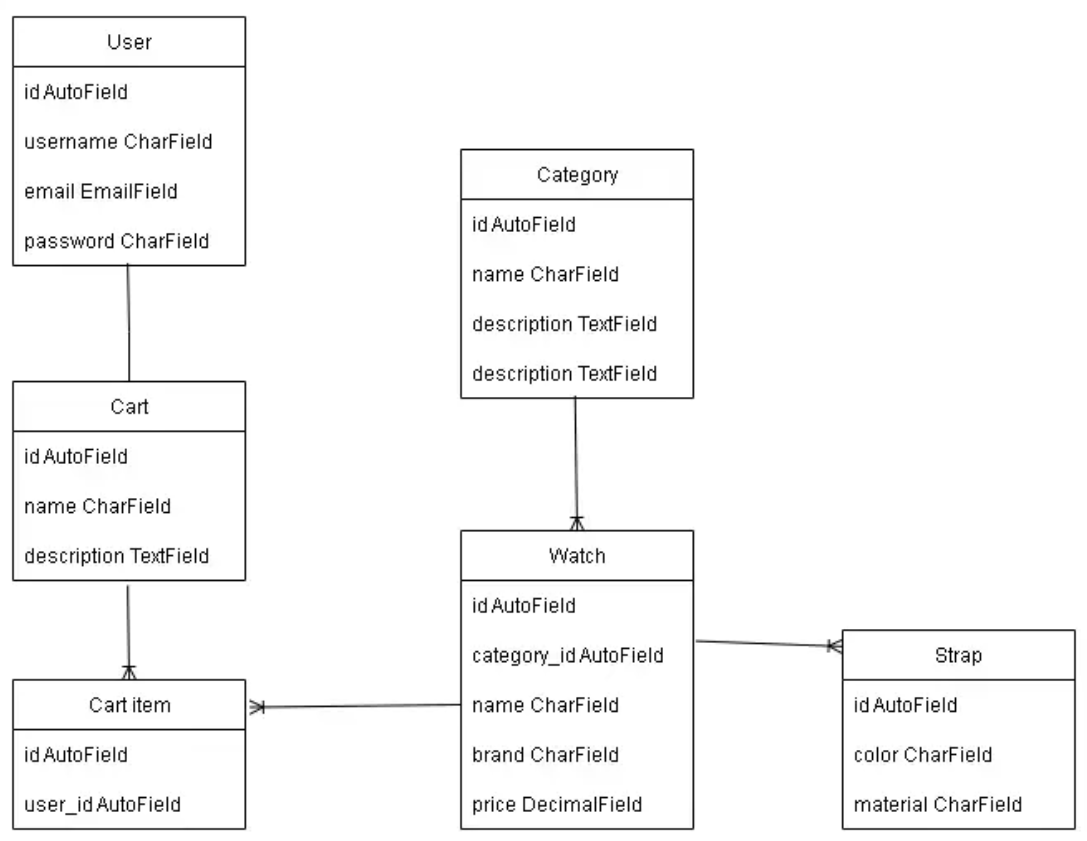 User
id AutoField
username CharField
email EmailField
password CharField
Cart
id AutoField
name CharField
description TextField
Cart item
id AutoField
user_id AutoField
Category
id AutoField
name CharField
description TextField
description TextField
Watch
id AutoField
category_id AutoField
name CharField
brand CharField
price DecimalField
Strap
id AutoField
color CharField
material CharField